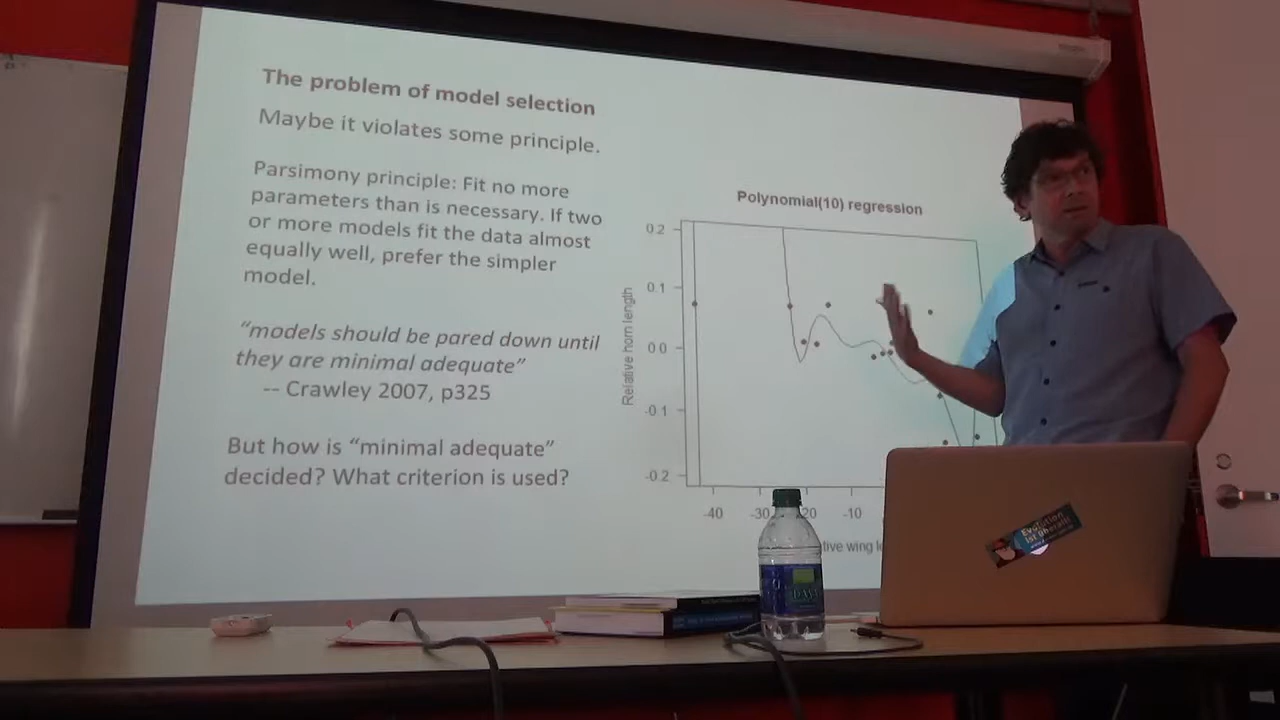 The problem of model selection
Maybe it violates some principle.
Parsimony principle: Fit no more
parameters than is necessary. If two
or more models fit the data almost
equally well, prefer the simpler
model.
“models should be pared down until
they are minimal adequate”
-- Crawley 2007, p325
But how is “minimal adequate”
decided? What criterion is used?
Polynomial(10) regression
Relative horn length
0.2
0.1
0.0
-0.1
-0.2
-40
-30
-20
-10
Evolution
ist überall!